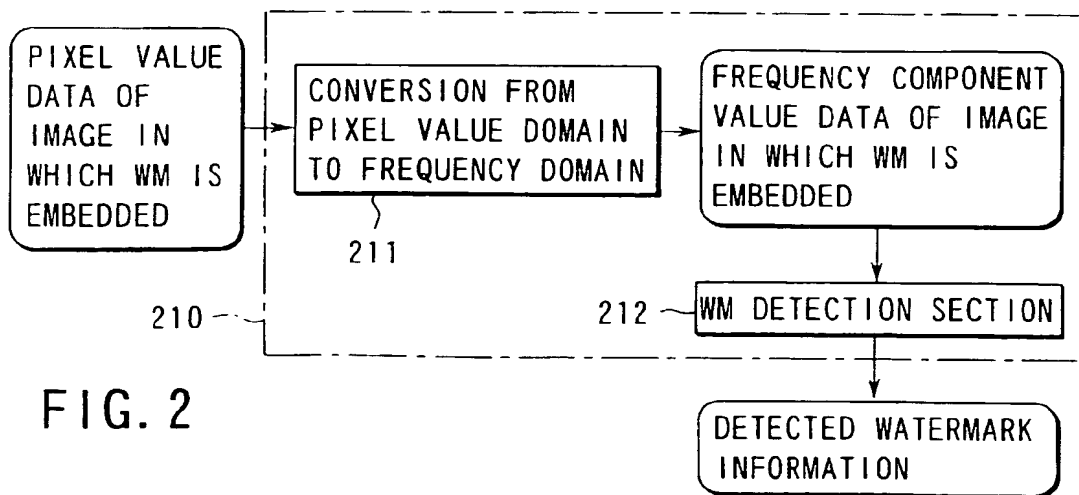 PIXEL VALUE
DATA OF
IMAGE IN
WHICH WM IS
EMBEDDED
CONVERSION FROM
PIXEL VALUE DOMAIN
TO FREQUENCY DOMAIN
211
FREQUENCY COMPONENT
VALUE DATA OF IMAGE
IN WHICH WM IS
EMBEDDED
210
212
WM DETECTION SECTION
FIG. 2
DETECTED WATERMARK
INFORMATION